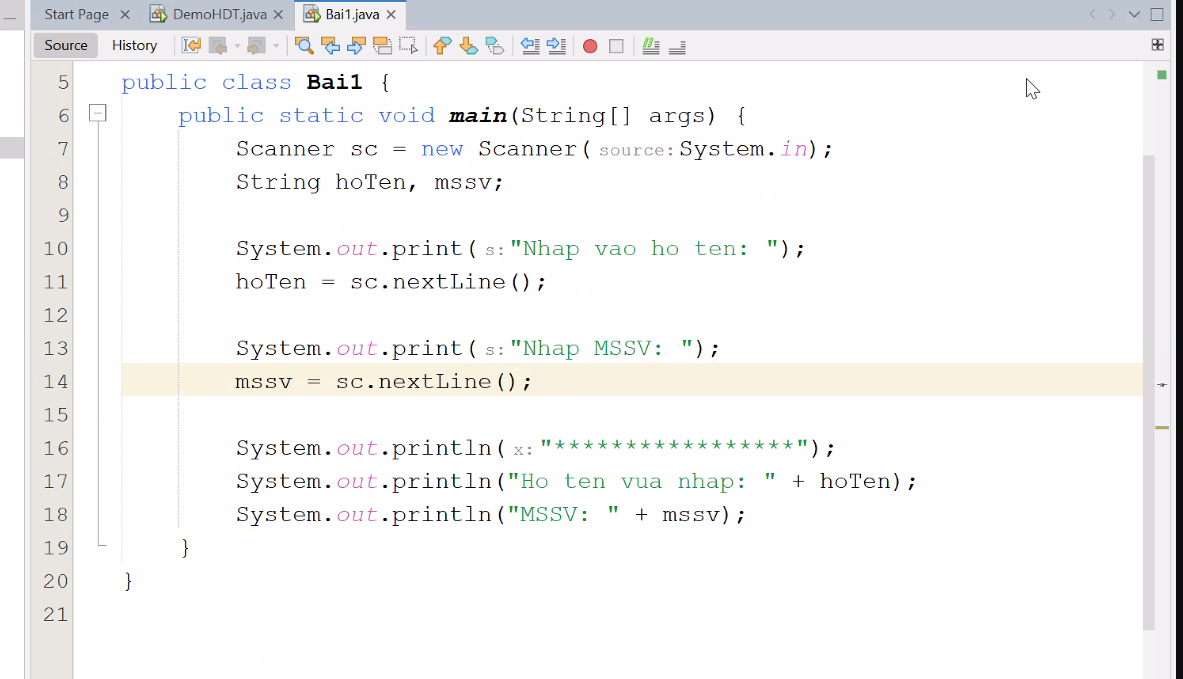 Start Page DemoHDT.java Bai1.java
Source History
5 public class Bai1 {
6 public static void main(String[] args) {
7 Scanner sc = new Scanner( source: System.in);
8 String hoTen, mssv;
9
10 System.out.print( s: "Nhap vao ho ten: ");
11 hoTen = sc.nextLine();
12
13 System.out.print( s: "Nhap MSSV: ");
14 mssv = sc.nextLine();
15
16 System.out.println( x: "*****************");
17 System.out.println("Ho ten vua nhap: " + hoTen);
18 System.out.println("MSSV: " + mssv);
19 }
20 }
21